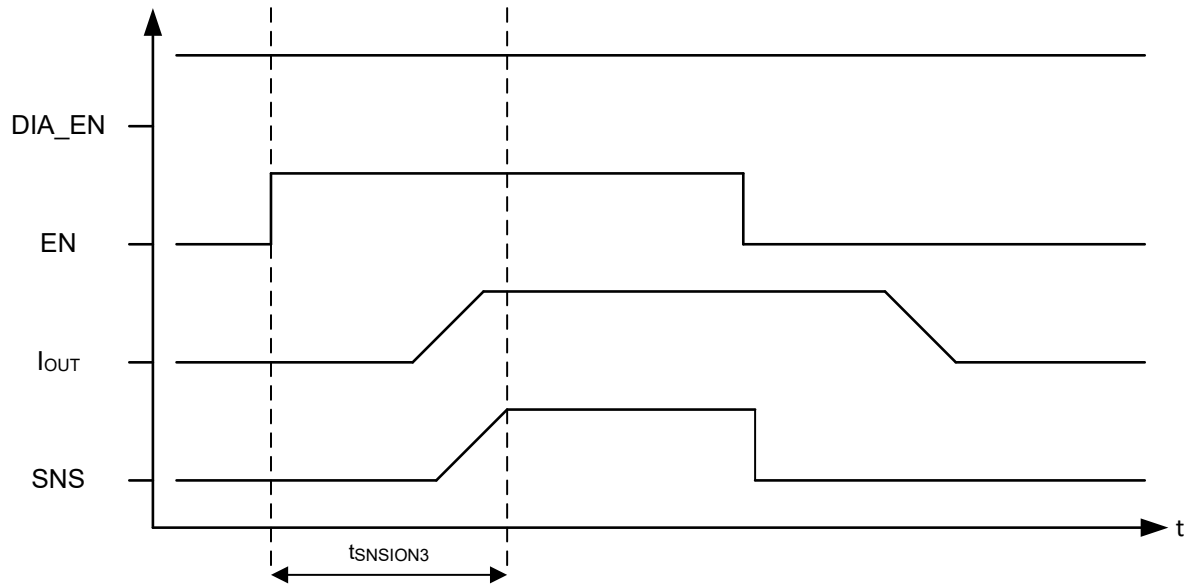 DIA_EN
EN
IOUT
SNS
t
tSNSION3